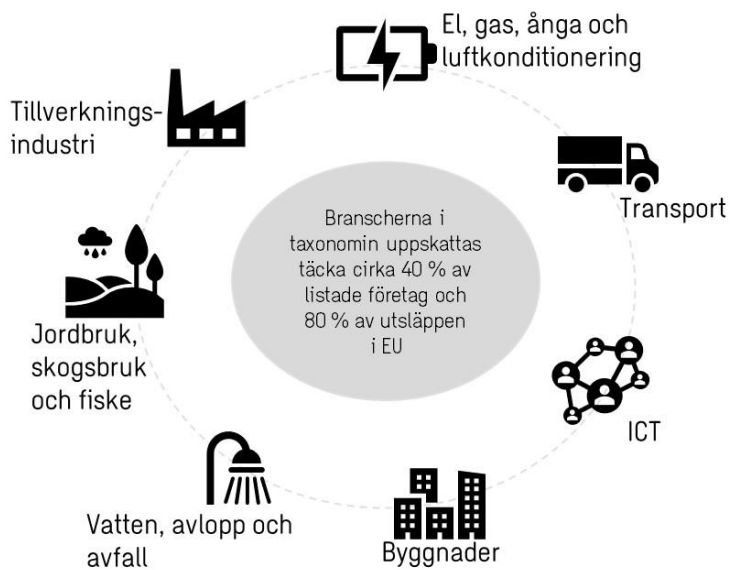 El, gas, ånga och
luftkonditionering
Transport
ICT
Byggnader
Vatten, avlopp och
avfall
Jordbruk,
skogsbruk
och fiske
Tillverknings-
industri
Branscherna i
taxonomin uppskattas
täcka cirka 40 % av
listade företag och
80 % av utsläppen
i EU